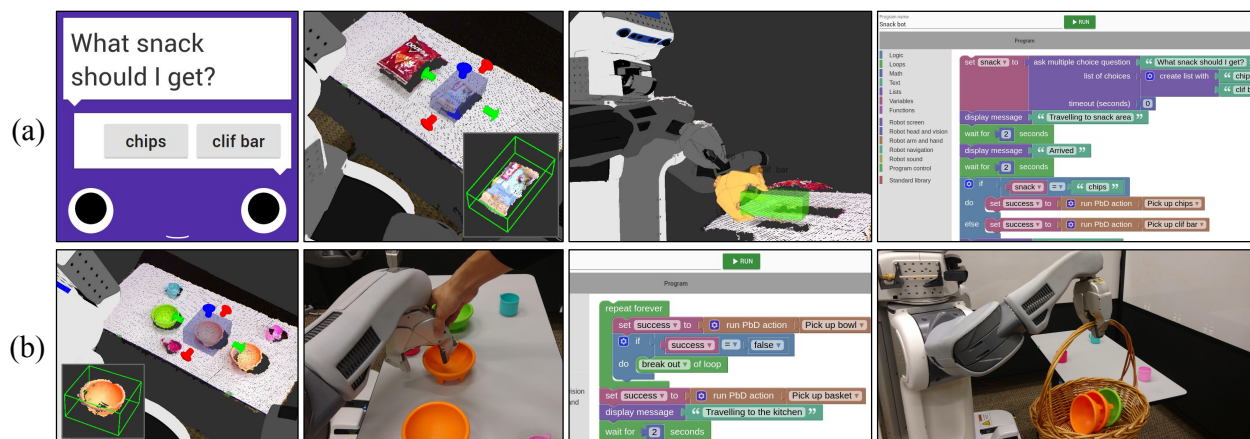 (a)
What snack
should I get?
chips
clif bar
bar
Program name
Snack bot
RUN
Program
Logic
Loops
Math
Text
Lists
Variables
Functions
Robot screen
Robot head and vision
Robot arm and hand
Robot navigation
Robot sound
Program control
Standard library
set snack to ask multiple choice question “ What snack should I get? ”
list of choices create list with “ chip
“ clif b
timeout (seconds) 0
display message “ Travelling to snack area ”
wait for 2 seconds
display message “ Arrived ”
wait for 2 seconds
if snack = “ chips ”
do set success to run PbD action Pick up chips
else set success to run PbD action Pick up clif bar
(b)
RUN
Program
vision
and
repeat forever
set success to run PbD action Pick up bowl
if success = false
do break out of loop
set success to run PbD action Pick up basket
display message “ Travelling to the kitchen ”
wait for 2 seconds